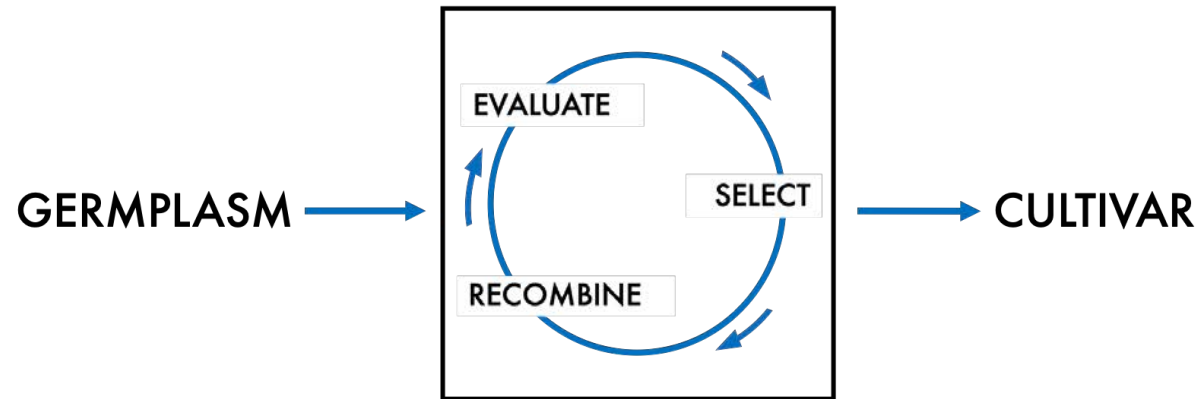 GERMPLASM
EVALUATE
SELECT
RECOMBINE
CULTIVAR